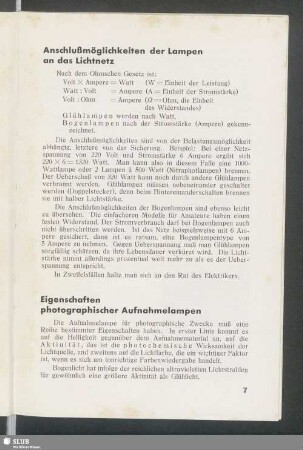 Anschlußmöglichkeiten der Lampen
an das Lichtnetz
Nach dem Ohmschen Gesetz ist:
Volt × Ampere = Watt (W = Einheit der Leistung)
Watt : Volt = Ampere (A = Einheit der Stromstärke)
Volt : Ohm = Ampere (Ω = Ohm, die Einheit
des Widerstandes)
Glühlampen werden nach Watt,
Bogenlampen nach der Stromstärke (Ampere) gekenn-
zeichnet.
Die Anschlußmöglichkeiten sind von der Belastungsmöglichkeit
abhängig, letztere von der Sicherung. Beispiel: Bei einer Netz-
spannung von 220 Volt und Stromstärke 6 Ampere ergibt sich
220 × 6 = 1320 Watt. Man kann also in diesem Falle eine 1000-
Wattlampe oder 2 Lampen à 500 Watt (Nitraphotlampen) brennen.
Der Ueberschuß von 320 Watt kann noch durch andere Glühlampen
verbrannt werden. Glühlampen müssen nebeneinander geschaltet
werden (Doppelstecker), denn beim Hintereinanderschalten brennen
sie mit halber Lichtstärke.
Die Anschlußmöglichkeiten der Bogenlampen sind ebenso leicht
zu übersehen. Die einfacheren Modelle für Amateure haben einen
Widerstand eingebaut. Der Stromverbrauch darf bei Bogenlampen auch
nicht überschritten werden. Ist das Netz beispielweise mit 6 Am-
pere gesichert, dann ist es ratsam, eine Bogenlampentype von
5 Ampere zu nehmen. Gegen Ueberspannung muß man Glühlampen
sorgfältig schützen, da ihre Lebensdauer verkürzt wird. Die Licht-
stärke nimmt allerdings prozentual weit mehr zu als es der Ueber-
spannung entspricht.
In Zweifelsfällen halte man sich an den Rat des Elektrikers.
Eigenschaften
photographischer Aufnahmelampen
Die Aufnahmelampe für photographische Zwecke muß eine
Reihe bestimmter Eigenschaften haben. In erster Linie kommt es
auf die Helligkeit gegenüber dem Aufnahmematerial an, auf die
Aktinität, das ist die photochemische Wirksamkeit der
Lichtquelle, und zweitens auf die Lichtfarbe, die ein wichtiger Faktor
ist, wenn es sich um tonrichtige Farbenwiedergabe handelt.
Bogenlicht hat infolge der reichlichen ultravioletten Lichtstrahlen
für gewöhnlich eine größere Aktinität als Glühlicht.
7
SLUB